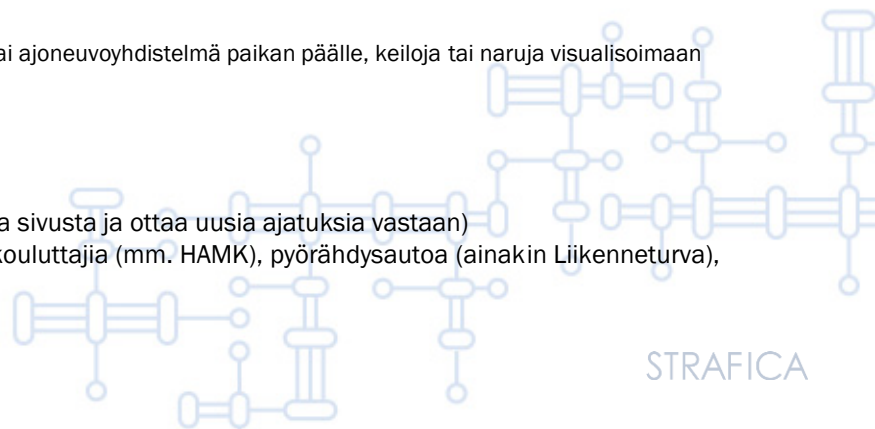 ai ajoneuvoyhdistelmä paikan päälle, keiloja tai naruja visualisoimaan
a sivusta ja ottaa uusia ajatuksia vastaan)
kouluttajia (mm. HAMK), pyörähdysautoa (ainakin Liikenneturva),
STRAFICA